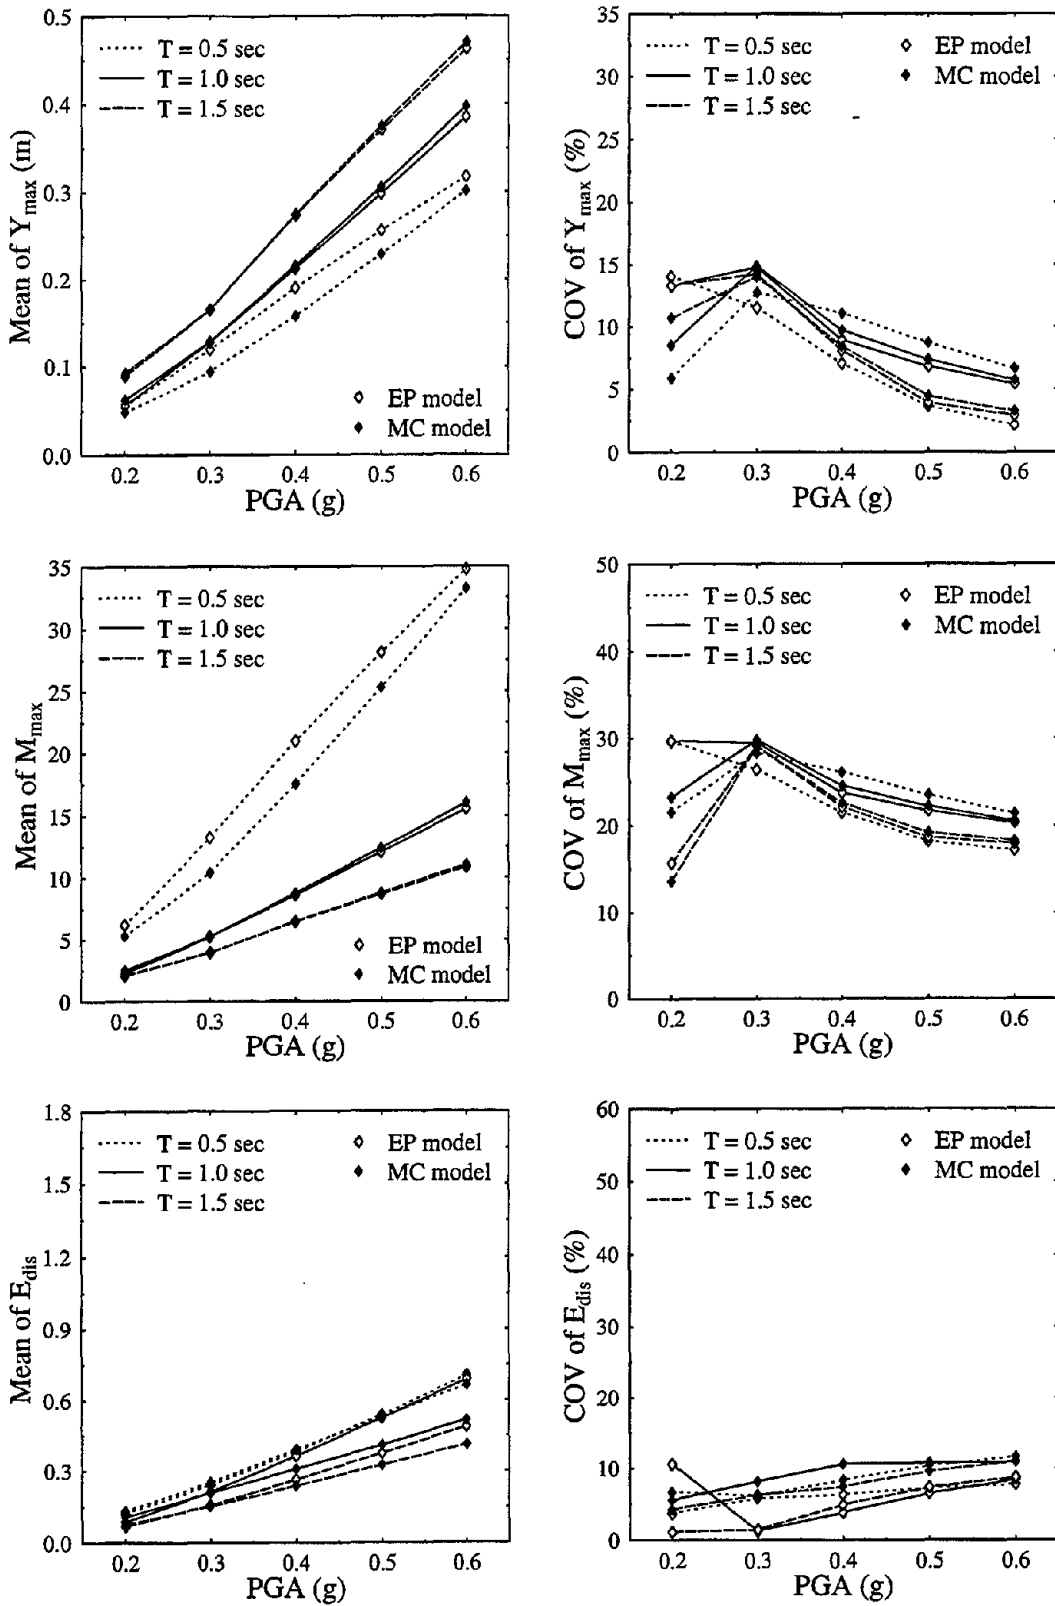 0.5
0.4
0.3
0.2
0.1
0.0
Mean of Y_max (m)
T = 0.5 sec
T = 1.0 sec
T = 1.5 sec
EP model
MC model
0.2 0.3 0.4 0.5 0.6
PGA (g)
35
30
25
20
15
10
5
0
COV of Y_max (%)
T = 0.5 sec
T = 1.0 sec
T = 1.5 sec
EP model
MC model
0.2 0.3 0.4 0.5 0.6
PGA (g)
35
30
25
20
15
10
5
0
Mean of M_max
T = 0.5 sec
T = 1.0 sec
T = 1.5 sec
EP model
MC model
0.2 0.3 0.4 0.5 0.6
PGA (g)
50
40
30
20
10
0
COV of M_max (%)
T = 0.5 sec
T = 1.0 sec
T = 1.5 sec
EP model
MC model
0.2 0.3 0.4 0.5 0.6
PGA (g)
1.8
1.5
1.2
0.9
0.6
0.3
0.0
Mean of E_dis
T = 0.5 sec
T = 1.0 sec
T = 1.5 sec
EP model
MC model
0.2 0.3 0.4 0.5 0.6
PGA (g)
60
50
40
30
20
10
0
COV of E_dis (%)
T = 0.5 sec
T = 1.0 sec
T = 1.5 sec
EP model
MC model
0.2 0.3 0.4 0.5 0.6
PGA (g)